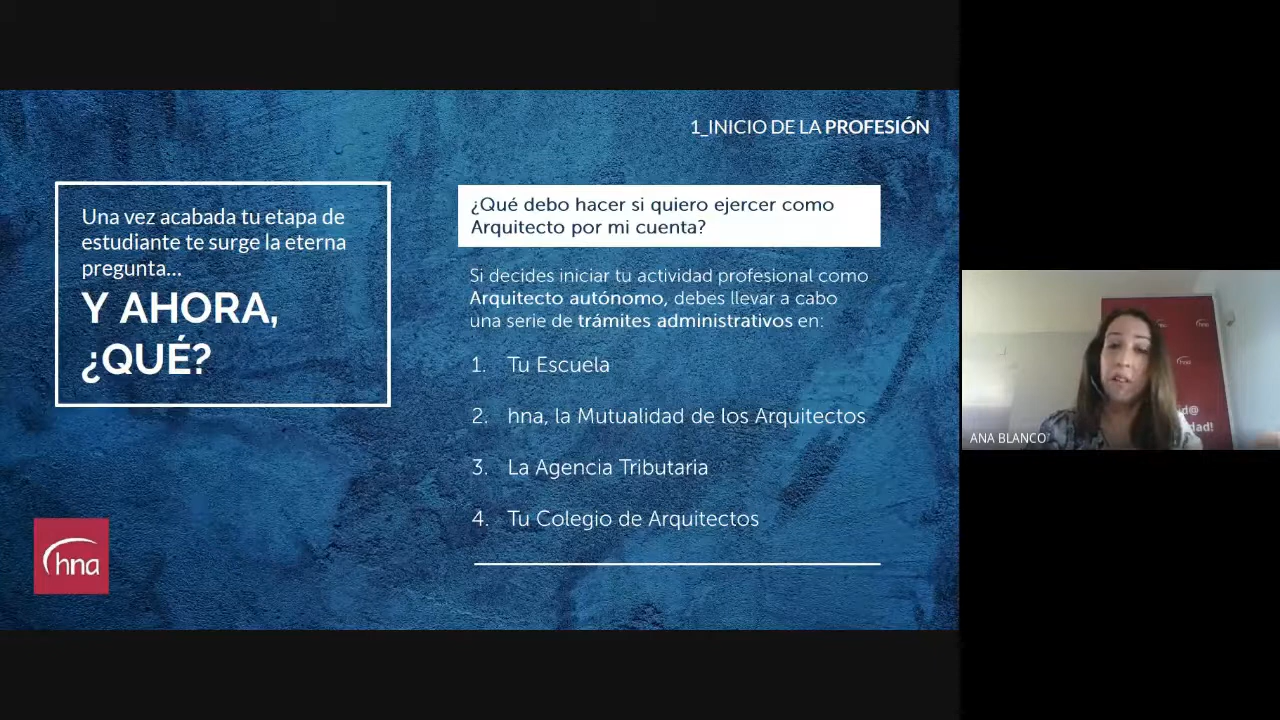 1_INICIO DE LA PROFESIÓN
Una vez acabada tu etapa de
estudiante te surge la eterna
pregunta...
Y AHORA,
¿QUÉ?
¿Qué debo hacer si quiero ejercer como
Arquitecto por mi cuenta?
Si decides iniciar tu actividad profesional como
Arquitecto autónomo, debes llevar a cabo
una serie de trámites administrativos en:
1. Tu Escuela
2. hna, la Mutualidad de los Arquitectos
3. La Agencia Tributaria
4. Tu Colegio de Arquitectos
hna
hna
hna
ANA BLANCO